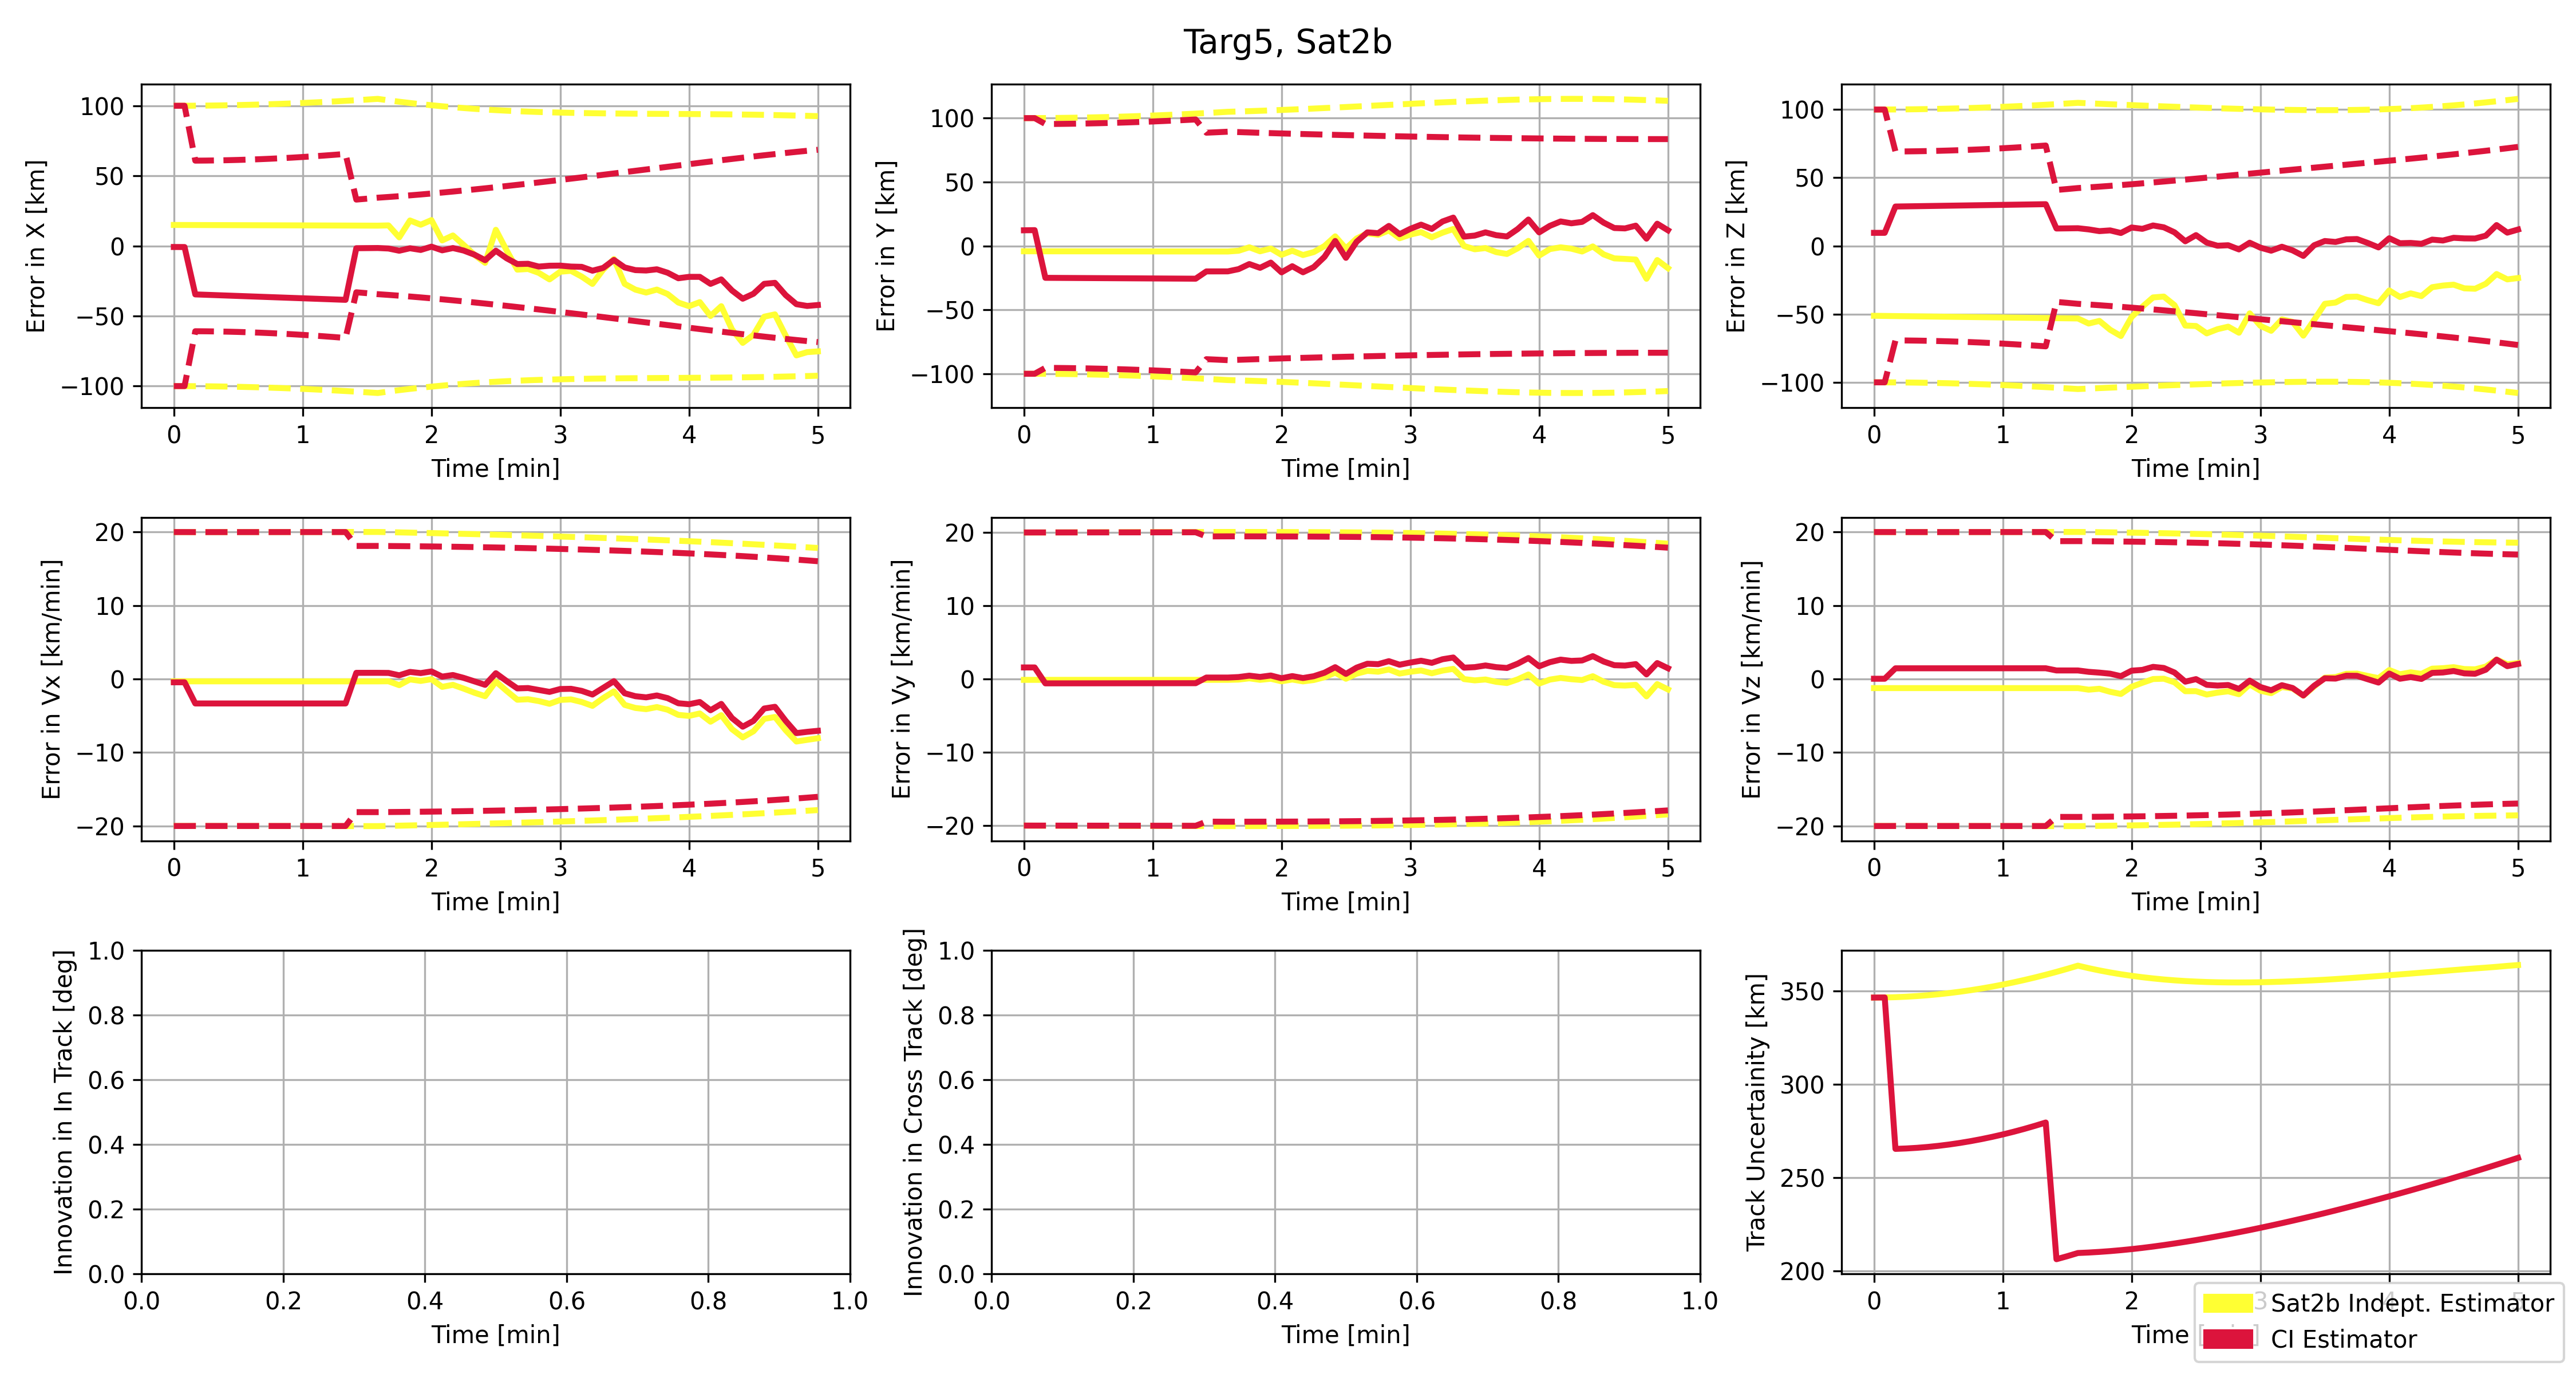 Targ5, Sat2b
Error in X [km]
100
50
0
−50
−100
0 1 2 3 4 5
Time [min]
Error in Y [km]
100
50
0
−50
−100
0 1 2 3 4 5
Time [min]
Error in Z [km]
100
50
0
−50
−100
0 1 2 3 4 5
Time [min]
Error in Vx [km/min]
20
10
0
−10
−20
0 1 2 3 4 5
Time [min]
Error in Vy [km/min]
20
10
0
−10
−20
0 1 2 3 4 5
Time [min]
Error in Vz [km/min]
20
10
0
−10
−20
0 1 2 3 4 5
Time [min]
Innovation in In Track [deg]
1.0
0.8
0.6
0.4
0.2
0.0
0.0 0.2 0.4 0.6 0.8 1.0
Time [min]
Innovation in Cross Track [deg]
1.0
0.8
0.6
0.4
0.2
0.0
0.0 0.2 0.4 0.6 0.8 1.0
Time [min]
Track Uncertainity [km]
350
300
250
200
0 1 2 3 4 5
Time
Sat2b Indept. Estimator
CI Estimator